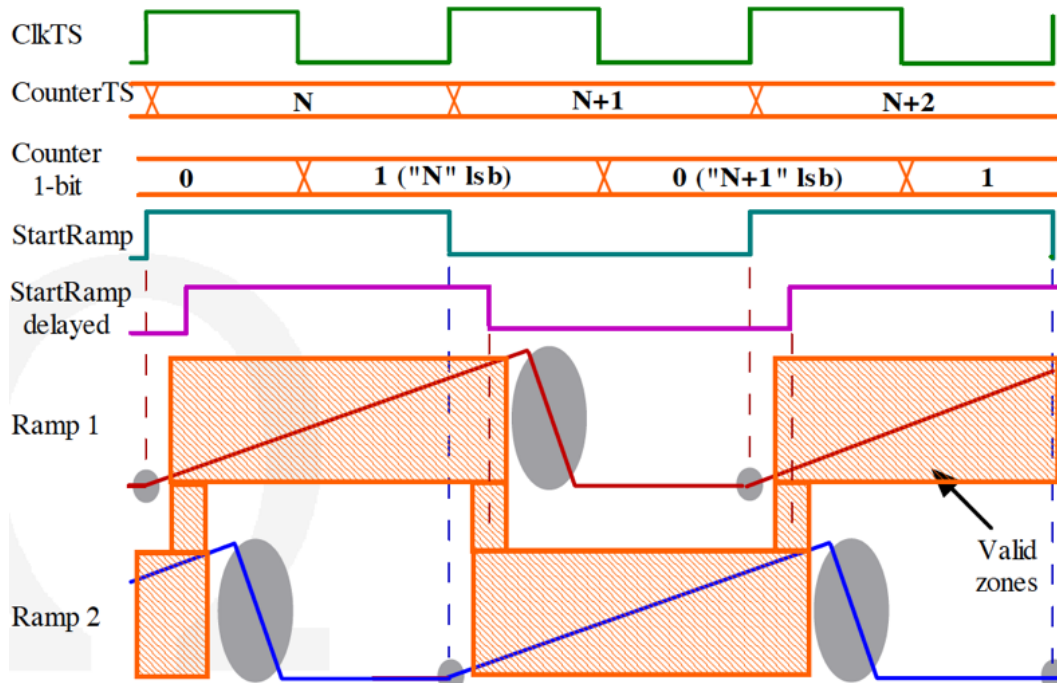 ClkTS
CounterTS
N
N+1
N+2
Counter
1-bit
0
1 ("N" lsb)
0 ("N+1" lsb)
1
StartRamp
StartRamp
delayed
Ramp 1
Valid
zones
Ramp 2